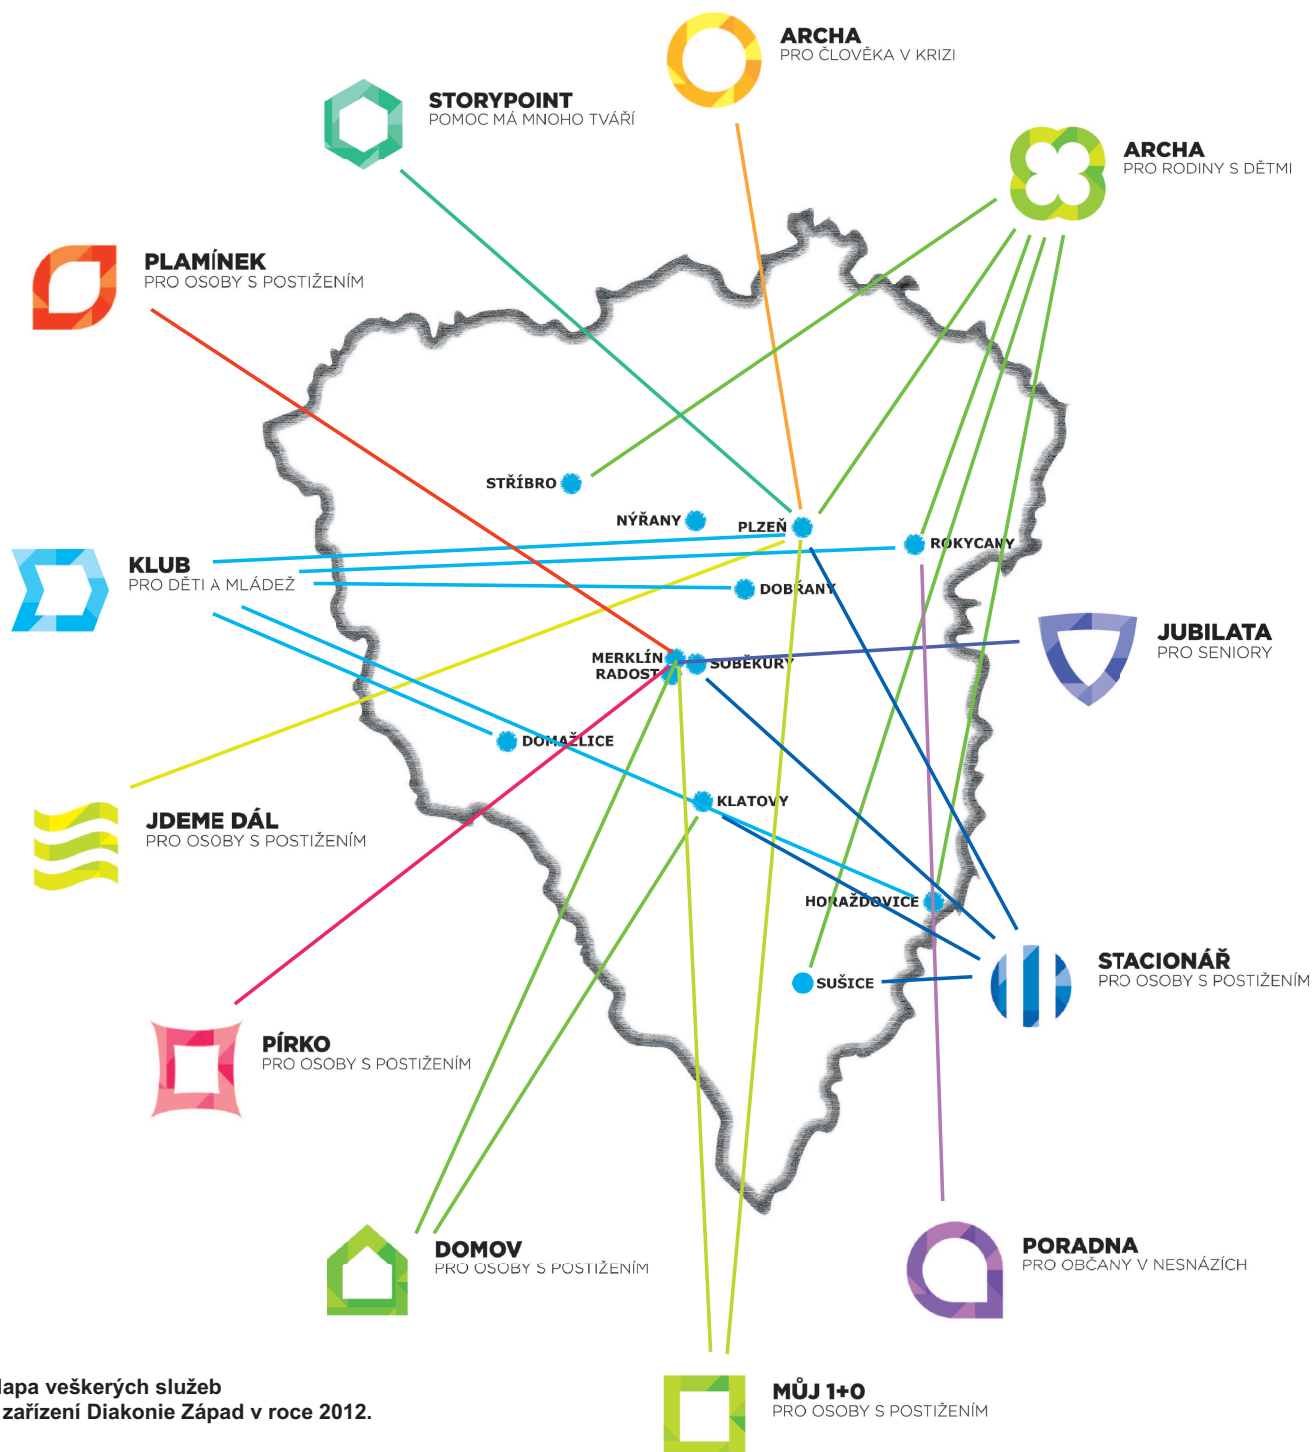 ARCHA
PRO ČLOVĚKA V KRIZI
STORYPOINT
POMOC MÁ MNOHO TVÁŘÍ
ARCHA
PRO RODINY S DĚTMI
PLAMÍNEK
PRO OSOBY S POSTIŽENÍM
STŘÍBRO
NÝŘANY
PLZEŇ
ROKYCANY
KLUB
PRO DĚTI A MLÁDEŽ
DOBŘANY
JUBILATA
PRO SENIORY
MERKLÍN
SOBĚKURY
RADOST
DOMAŽLICE
KLATOVY
JDEME DÁL
PRO OSOBY S POSTIŽENÍM
HORAŽĎOVICE
STACIONÁŘ
PRO OSOBY S POSTIŽENÍM
SUŠICE
PÍRKO
PRO OSOBY S POSTIŽENÍM
DOMOV
PRO OSOBY S POSTIŽENÍM
PORADNA
PRO OBČANY V NESNÁZÍCH
MŮJ 1+0
PRO OSOBY S POSTIŽENÍM
lapa veškerých služeb
zařízení Diakonie Západ v roce 2012.